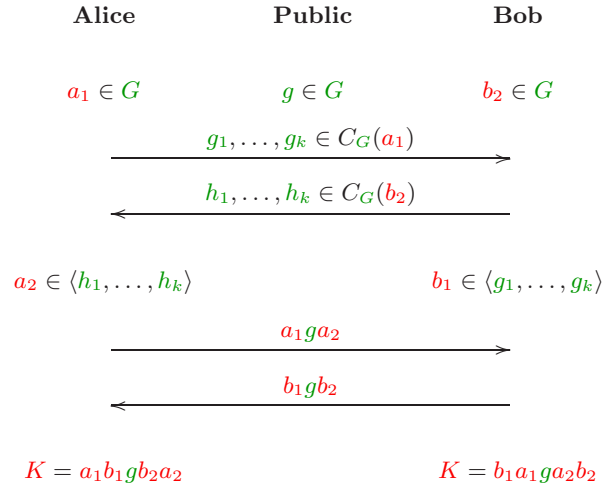 Alice Public Bob
a₁ ∈ G g ∈ G b₂ ∈ G
g₁, . . . , gₖ ∈ C_G(a₁)
h₁, . . . , hₖ ∈ C_G(b₂)
a₂ ∈ ⟨h₁, . . . , hₖ⟩ b₁ ∈ ⟨g₁, . . . , gₖ⟩
a₁ga₂
b₁gb₂
K = a₁b₁gb₂a₂ K = b₁a₁ga₂b₂